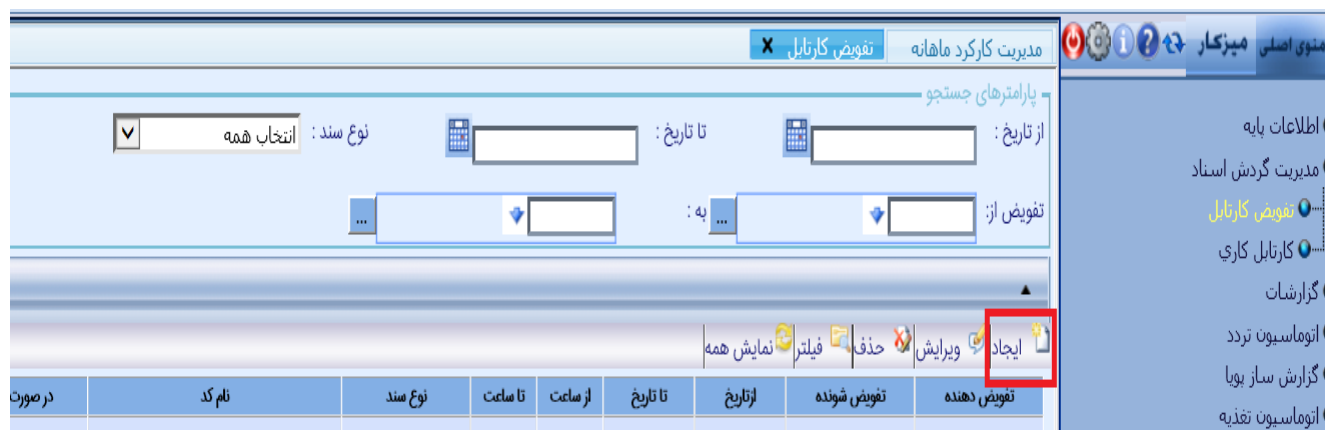 منوی اصلی میزکار
مدیریت کارکرد ماهانه تفویض کارتابل X
پارامترهای جستجو
از تاریخ : تا تاریخ : نوع سند : انتخاب همه
تفویض از: ... به : ...
ایجاد ویرایش حذف فیلتر نمایش همه
تفویض دهنده تفویض شونده ازتاریخ تا تاریخ از ساعت تا ساعت نوع سند نام کد در صورت
اطلاعات پایه
مدیریت گردش اسناد
تفویض کارتابل
کارتابل کاري
گزارشات
اتوماسیون تردد
گزارش ساز پویا
اتوماسیون تغذیه